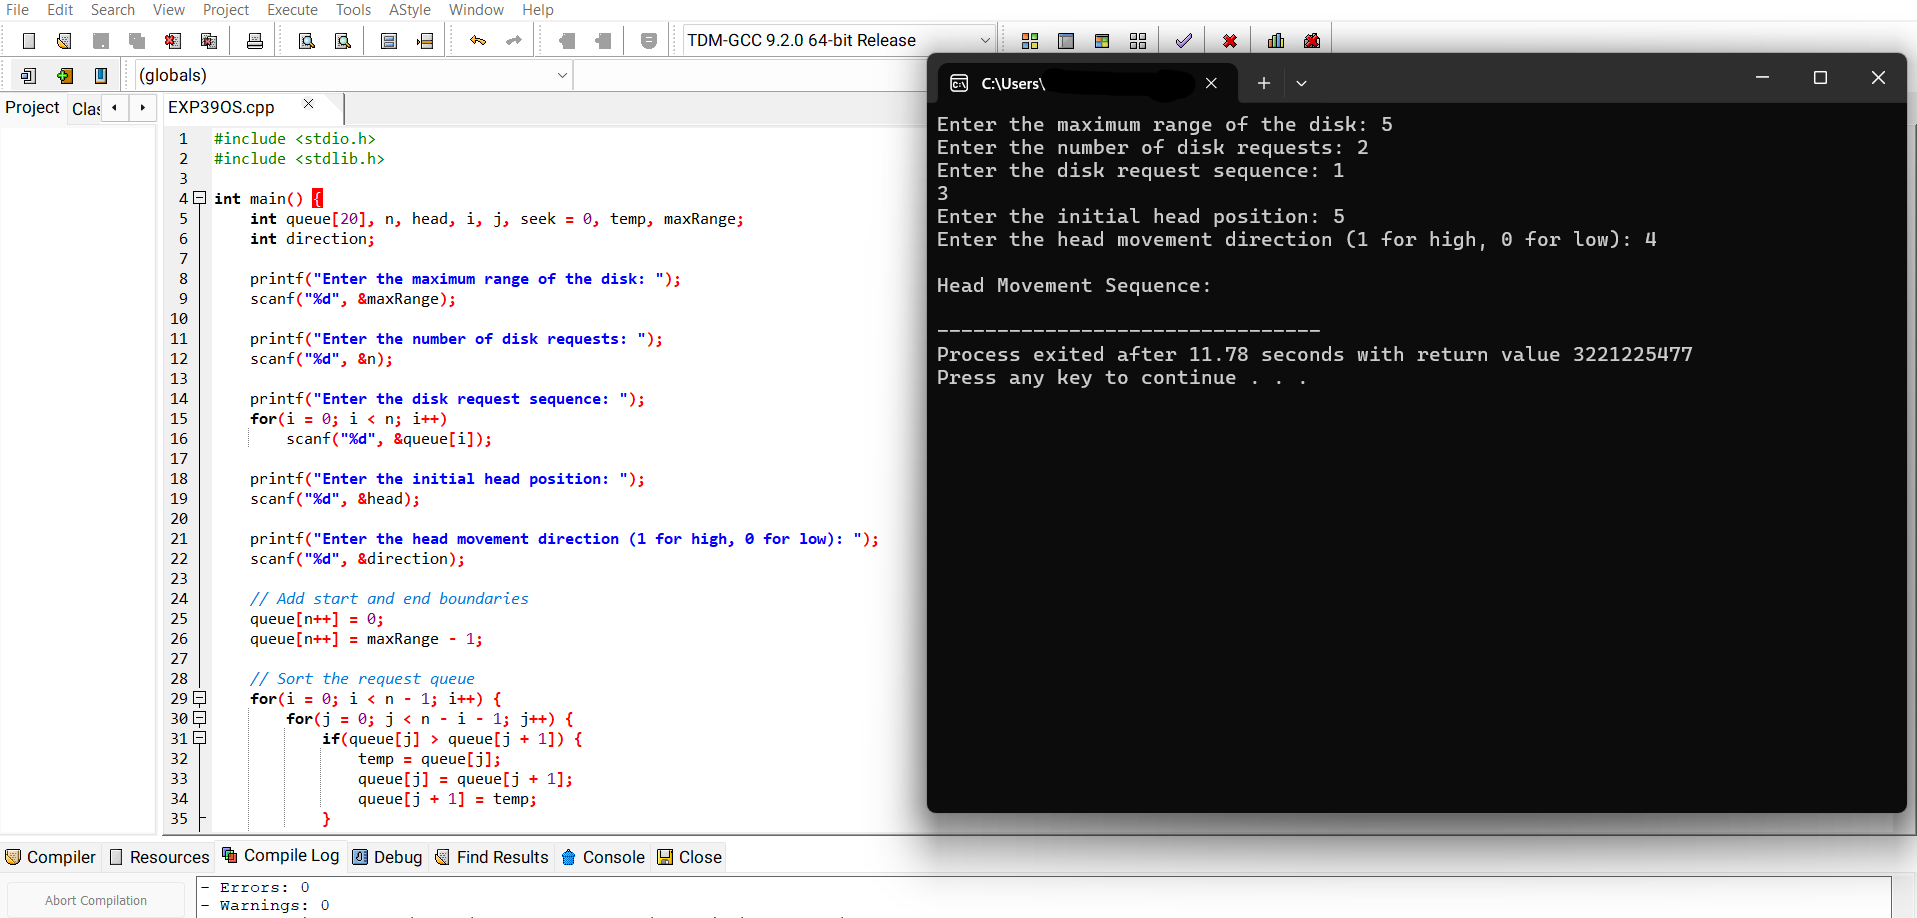 File Edit Search View Project Execute Tools AStyle Window Help
TDM-GCC 9.2.0 64-bit Release
(globals)
Project Clas EXP39OS.cpp
1 #include <stdio.h>
2 #include <stdlib.h>
3
4 int main() {
5 int queue[20], n, head, i, j, seek = 0, temp, maxRange;
6 int direction;
7
8 printf("Enter the maximum range of the disk: ");
9 scanf("%d", &maxRange);
10
11 printf("Enter the number of disk requests: ");
12 scanf("%d", &n);
13
14 printf("Enter the disk request sequence: ");
15 for(i = 0; i < n; i++)
16 scanf("%d", &queue[i]);
17
18 printf("Enter the initial head position: ");
19 scanf("%d", &head);
20
21 printf("Enter the head movement direction (1 for high, 0 for low): ");
22 scanf("%d", &direction);
23
24 // Add start and end boundaries
25 queue[n++] = 0;
26 queue[n++] = maxRange - 1;
27
28 // Sort the request queue
29 for(i = 0; i < n - 1; i++) {
30 for(j = 0; j < n - i - 1; j++) {
31 if(queue[j] > queue[j + 1]) {
32 temp = queue[j];
33 queue[j] = queue[j + 1];
34 queue[j + 1] = temp;
35 }
C:\Users\
Enter the maximum range of the disk: 5
Enter the number of disk requests: 2
Enter the disk request sequence: 1
3
Enter the initial head position: 5
Enter the head movement direction (1 for high, 0 for low): 4
Head Movement Sequence:
--------------------------------
Process exited after 11.78 seconds with return value 3221225477
Press any key to continue . . .
Compiler Resources Compile Log Debug Find Results Console Close
Abort Compilation
- Errors: 0
- Warnings: 0